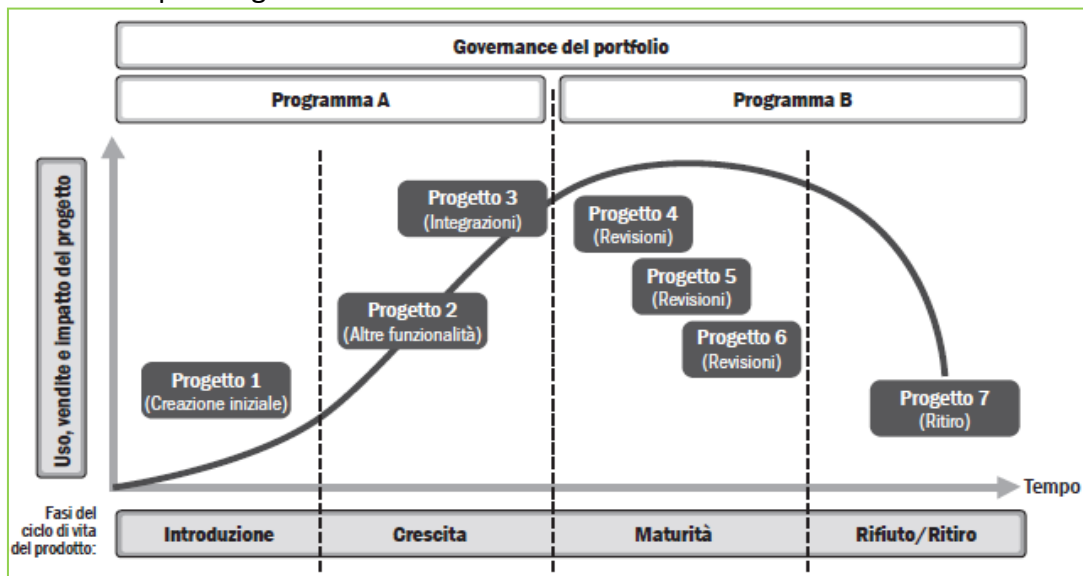 Governance del portfolio
Programma A
Programma B
Uso, vendite e impatto del progetto
Progetto 1
(Creazione iniziale)
Progetto 2
(Altre funzionalità)
Progetto 3
(Integrazioni)
Progetto 4
(Revisioni)
Progetto 5
(Revisioni)
Progetto 6
(Revisioni)
Progetto 7
(Ritiro)
Tempo
Fasi del
ciclo di vita
del prodotto:
Introduzione
Crescita
Maturità
Rifiuto/Ritiro